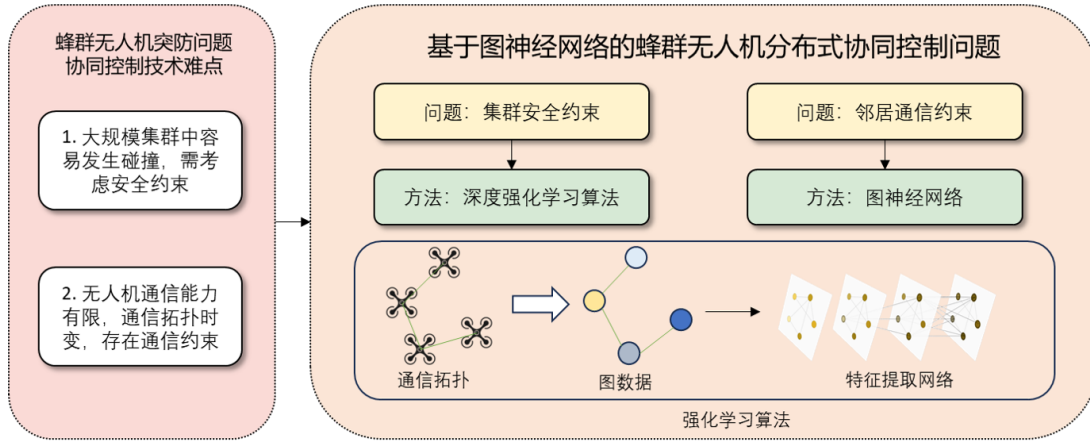 蜂群无人机突防问题
协同控制技术难点
1. 大规模集群中容
易发生碰撞，需考
虑安全约束
2. 无人机通信能力
有限，通信拓扑时
变，存在通信约束
基于图神经网络的蜂群无人机分布式协同控制问题
问题：集群安全约束
问题：邻居通信约束
方法：深度强化学习算法
方法：图神经网络
通信拓扑
图数据
特征提取网络
强化学习算法